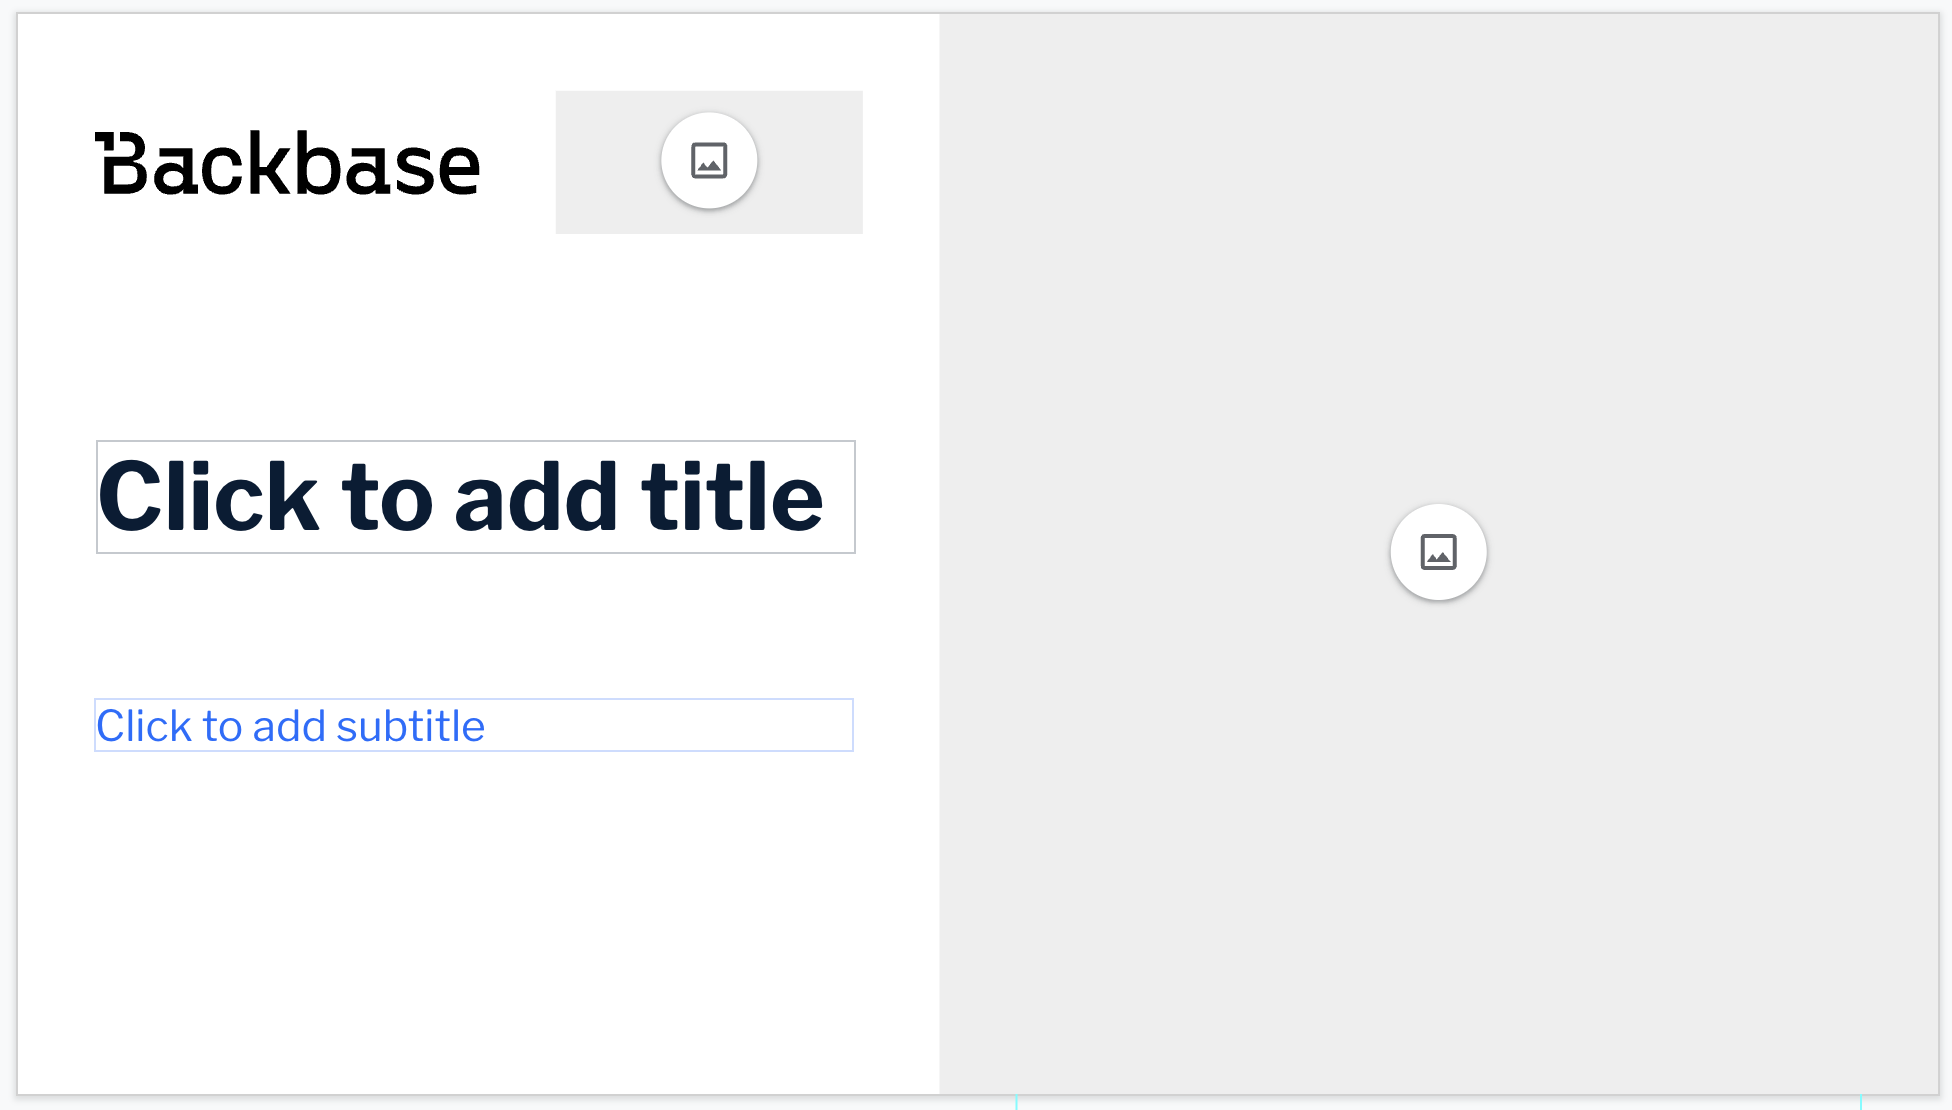 Backbase
Click to add title
Click to add subtitle